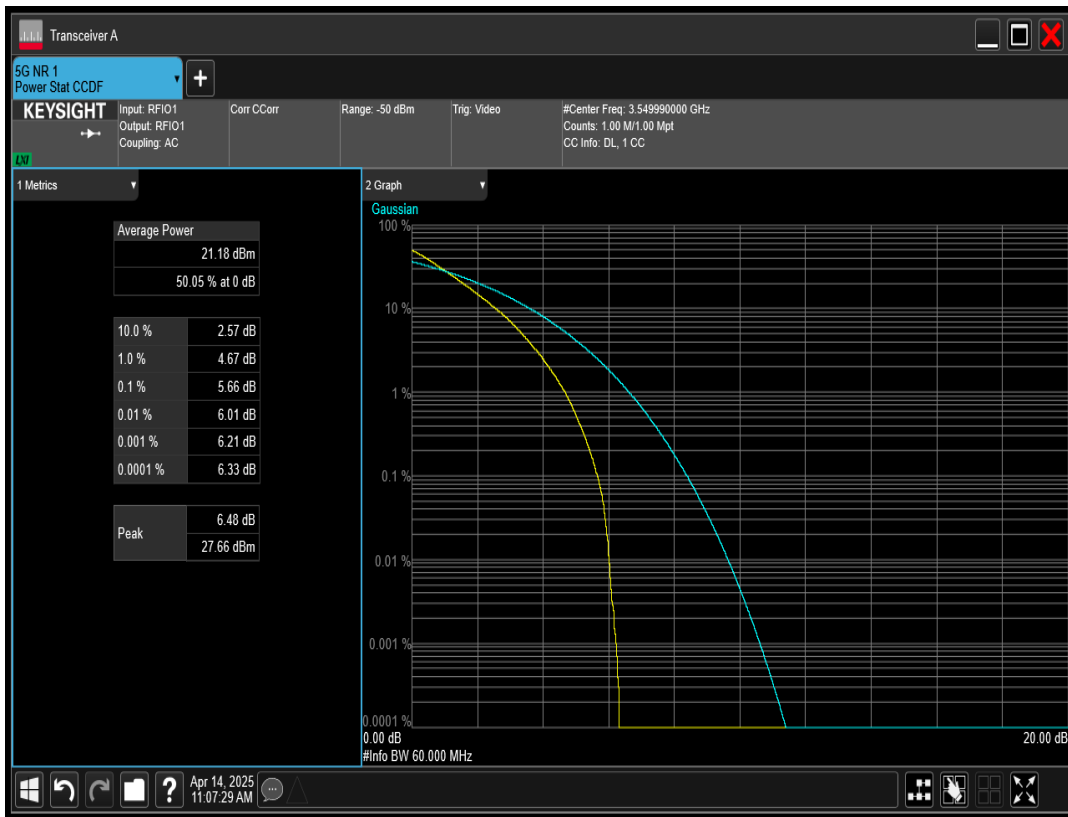 Transceiver A
5G NR 1
Power Stat CCDF
+
KEYSIGHT
LXI
Input: RFIO1
Output: RFIO1
Coupling: AC
Corr CCorr
Range: -50 dBm
Trig: Video
#Center Freq: 3.549990000 GHz
Counts: 1.00 M/1.00 Mpt
CC Info: DL, 1 CC
1 Metrics
Average Power
21.18 dBm
50.05 % at 0 dB
10.0 % 2.57 dB
1.0 % 4.67 dB
0.1 % 5.66 dB
0.01 % 6.01 dB
0.001 % 6.21 dB
0.0001 % 6.33 dB
Peak 6.48 dB
27.66 dBm
2 Graph
Gaussian
100 %
10 %
1 %
0.1 %
0.01 %
0.001 %
0.0001 %
0.00 dB 20.00 dB
#Info BW 60.000 MHz
?
Apr 14, 2025
11:07:29 AM